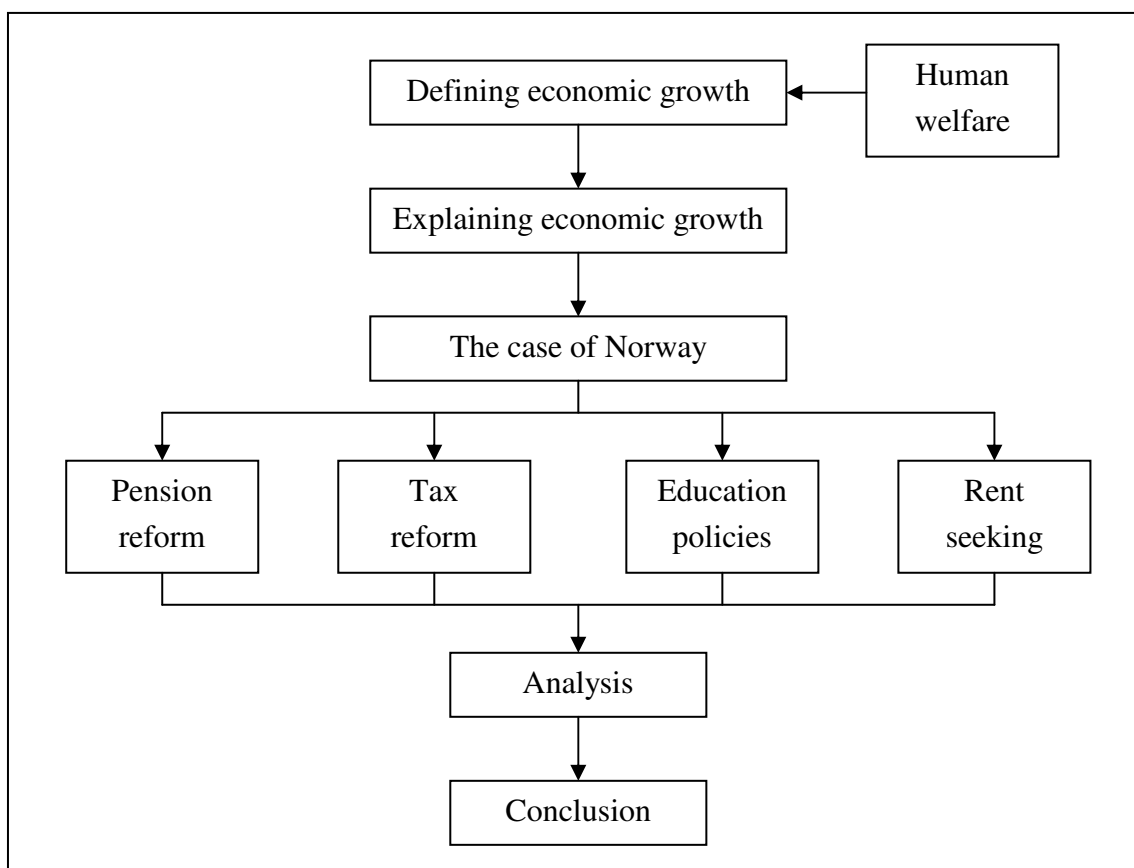 Defining economic growth
Human
welfare
Explaining economic growth
The case of Norway
Pension
reform
Tax
reform
Education
policies
Rent
seeking
Analysis
Conclusion